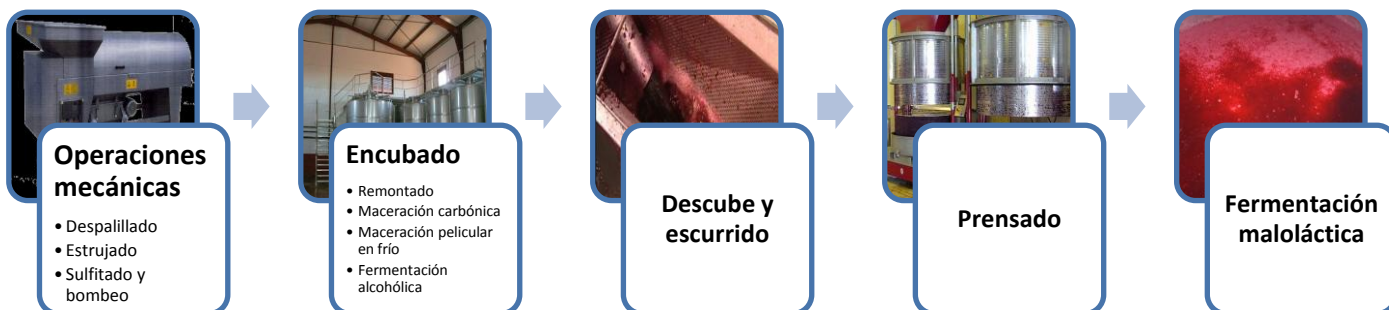 Operaciones
mecánicas
• Despalillado
• Estrujado
• Sulfitado y
bombeo
Encubado
• Remontado
• Maceración carbónica
• Maceración pelicular
en frío
• Fermentación
alcohólica
Descube y
escurrido
Prensado
Fermentación
maloláctica